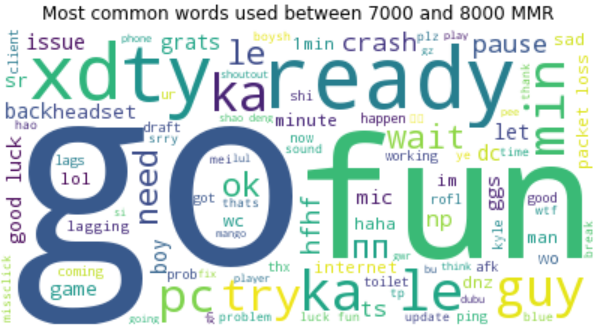 Most common words used between 7000 and 8000 MMR
client
issue
phone
grats
boysh
1min
crash
plz
gz
play
pause
sad
sr
xd
ty
le
shoutout
ka
ready
min
thank
packet loss
backheadset
ur
shi
shao deng
minute
happen
wait
let
pee
hao
draft
srry
now
sound
working
ye
dc
time
good luck
go
fun
lags
lol
need
meilul
got
ok
thats
hfhf
mic
im
rofl
ggs
good
wtf
si
lagging
wc
mango
haha
пп
np
kyle
man
wo
break
boy
gwr
missclick
coming
game
prob
fix
player
thx
internet
toilet
bu
think
afk
pc
try
ka
ts
tp
le
dubu
dnz
guy
going
problem
luck fun
update
ping
blue